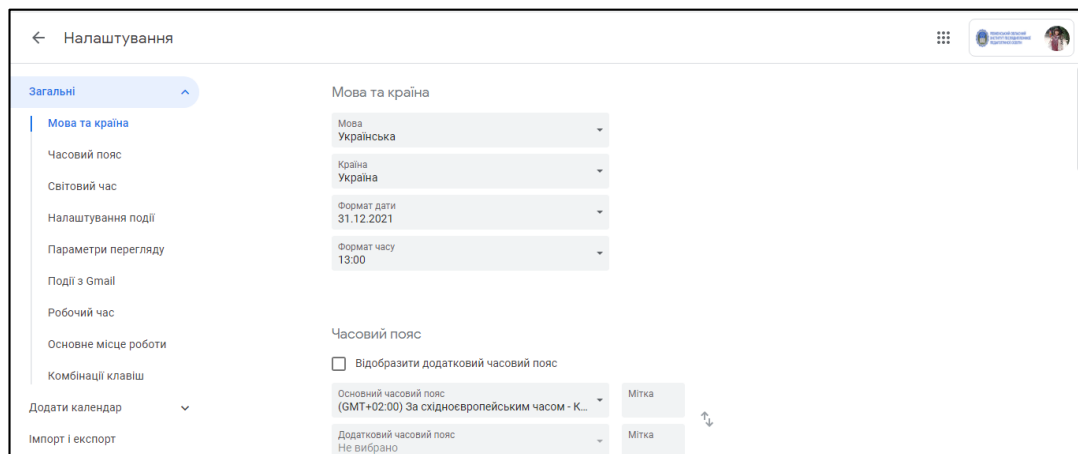 Налаштування
Загальні
Мова та країна
Часовий пояс
Світовий час
Налаштування події
Параметри перегляду
Події з Gmail
Робочий час
Основне місце роботи
Комбінації клавіш
Додати календар
Імпорт і експорт
Мова та країна
Мова
Українська
Країна
Україна
Формат дати
31.12.2021
Формат часу
13:00
Часовий пояс
Відобразити додатковий часовий пояс
Основний часовий пояс
(GMT+02:00) За східноєвропейським часом - К...
Мітка
Додатковий часовий пояс
Не вибрано
Мітка